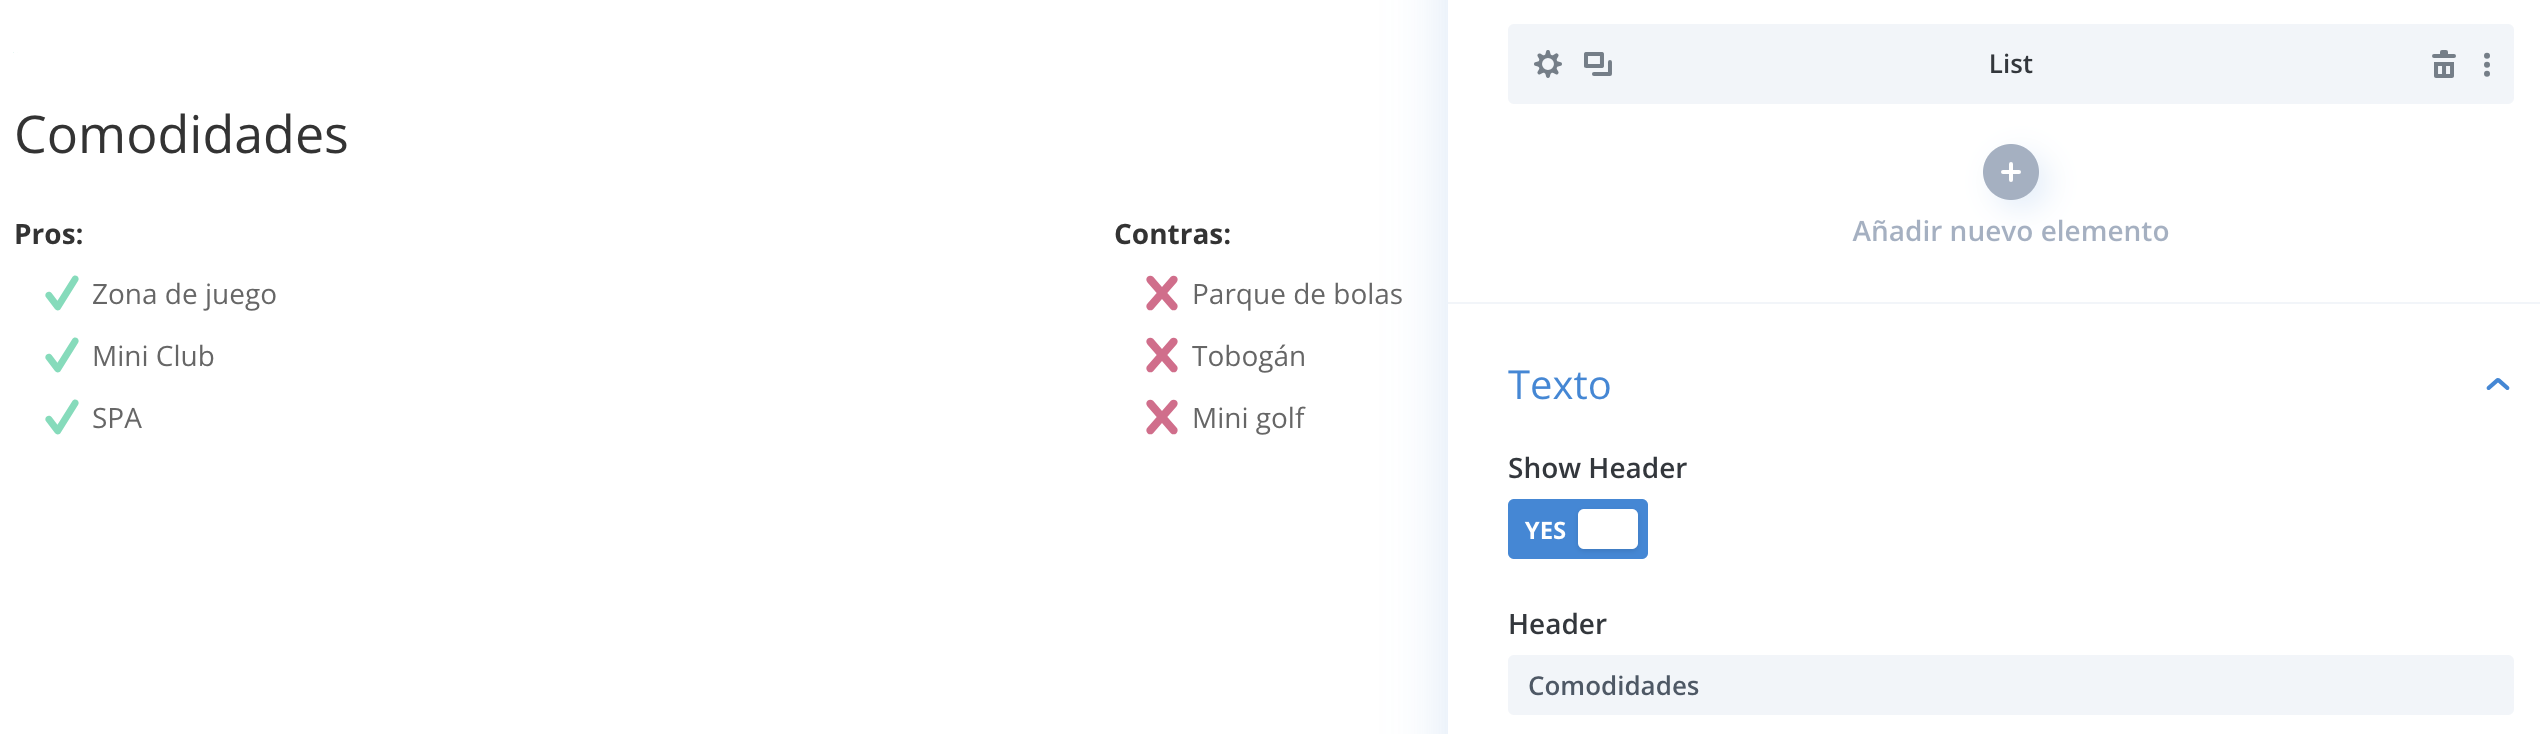 Comodidades
Pros:
Zona de juego
Mini Club
SPA
Contras:
Parque de bolas
Tobogán
Mini golf
List
Añadir nuevo elemento
Texto
Show Header
YES
Header
Comodidades